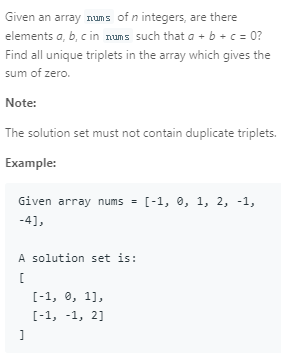 Given an array nums of n integers, are there
elements a, b, c in nums such that a + b + c = 0?
Find all unique triplets in the array which gives the
sum of zero.
Note:
The solution set must not contain duplicate triplets.
Example:
Given array nums = [-1, 0, 1, 2, -1,
-4],
A solution set is:
[
[-1, 0, 1],
[-1, -1, 2]
]